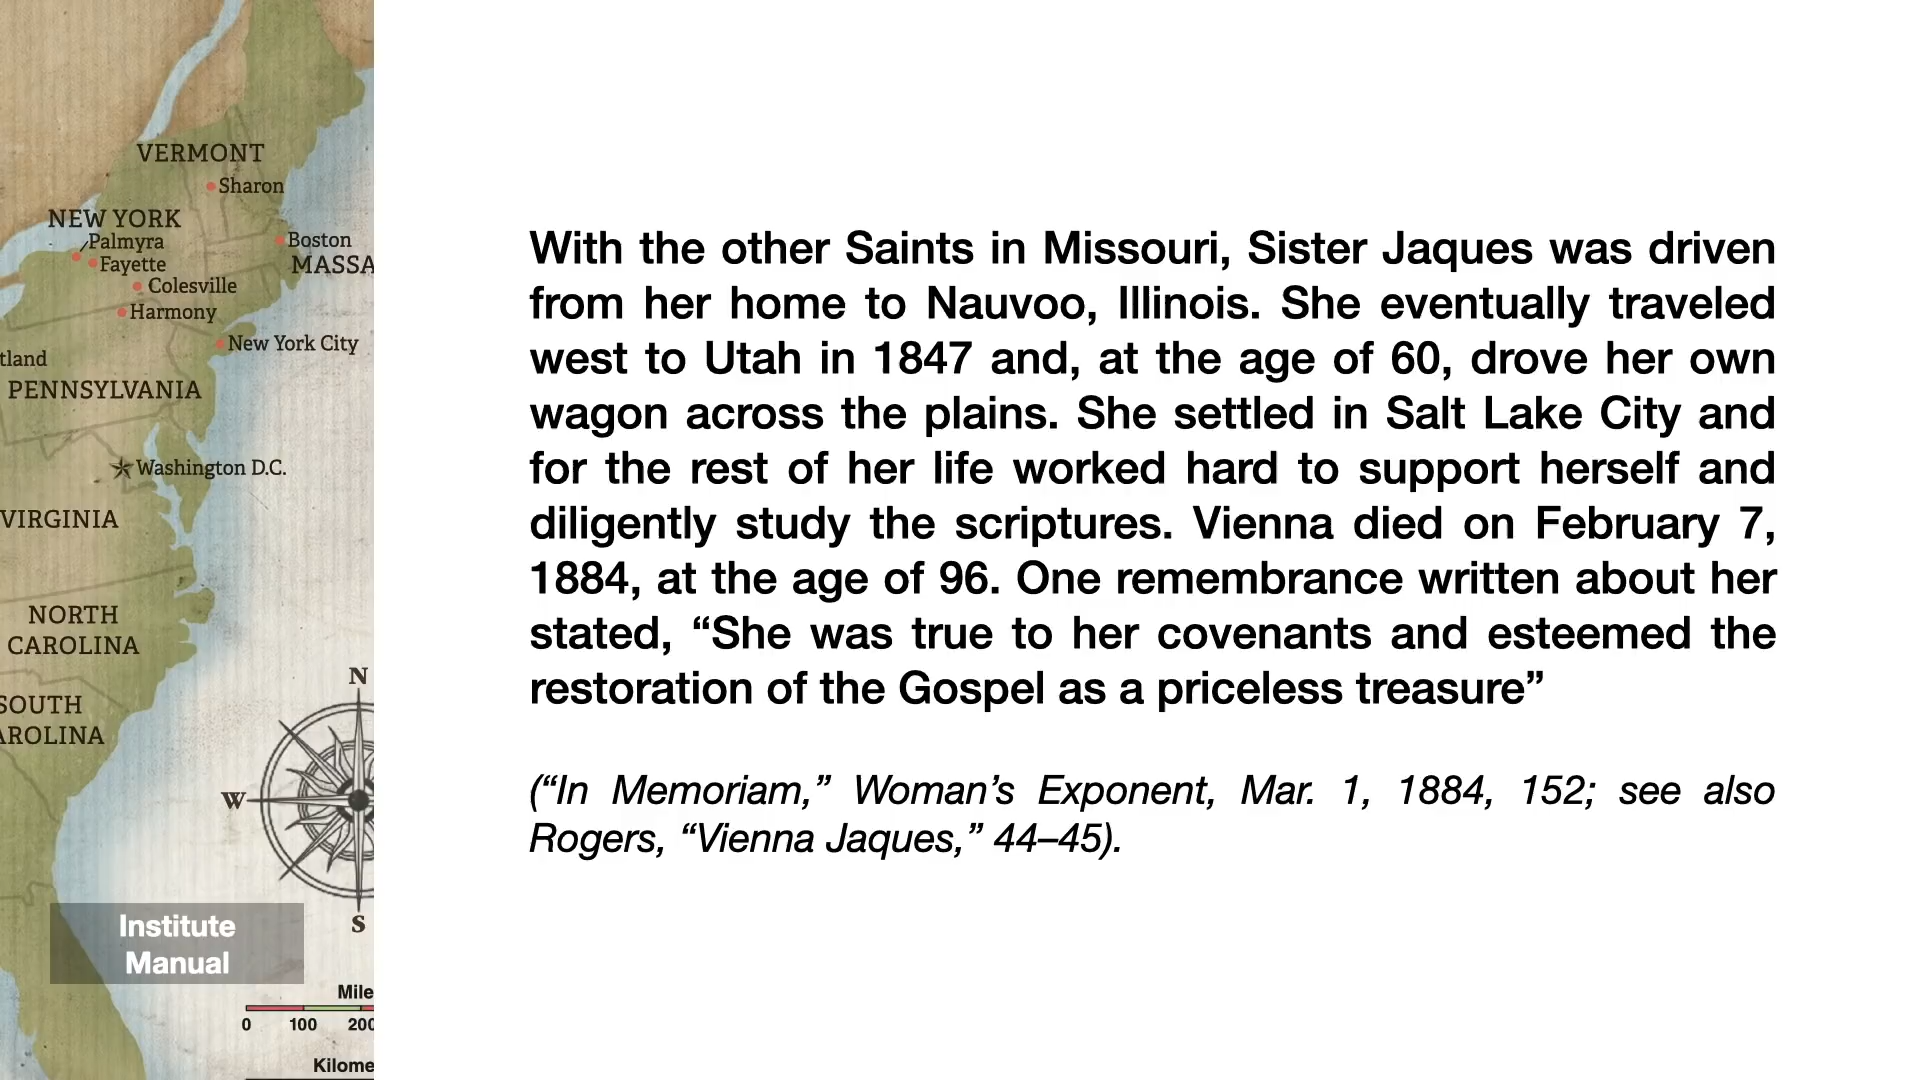 VERMONT
Sharon
NEW YORK
Palmyra
Fayette
Boston
MASSA
Colesville
Harmony
New York City
tland
PENNSYLVANIA
Washington D.C.
VIRGINIA
NORTH
CAROLINA
SOUTH
AROLINA
N
W
S
Institute
Manual
Mile
0 100 200
Kilome
With the other Saints in Missouri, Sister Jaques was driven
from her home to Nauvoo, Illinois. She eventually traveled
west to Utah in 1847 and, at the age of 60, drove her own
wagon across the plains. She settled in Salt Lake City and
for the rest of her life worked hard to support herself and
diligently study the scriptures. Vienna died on February 7,
1884, at the age of 96. One remembrance written about her
stated, “She was true to her covenants and esteemed the
restoration of the Gospel as a priceless treasure”
(“In Memoriam,” Woman’s Exponent, Mar. 1, 1884, 152; see also
Rogers, “Vienna Jaques,” 44–45).